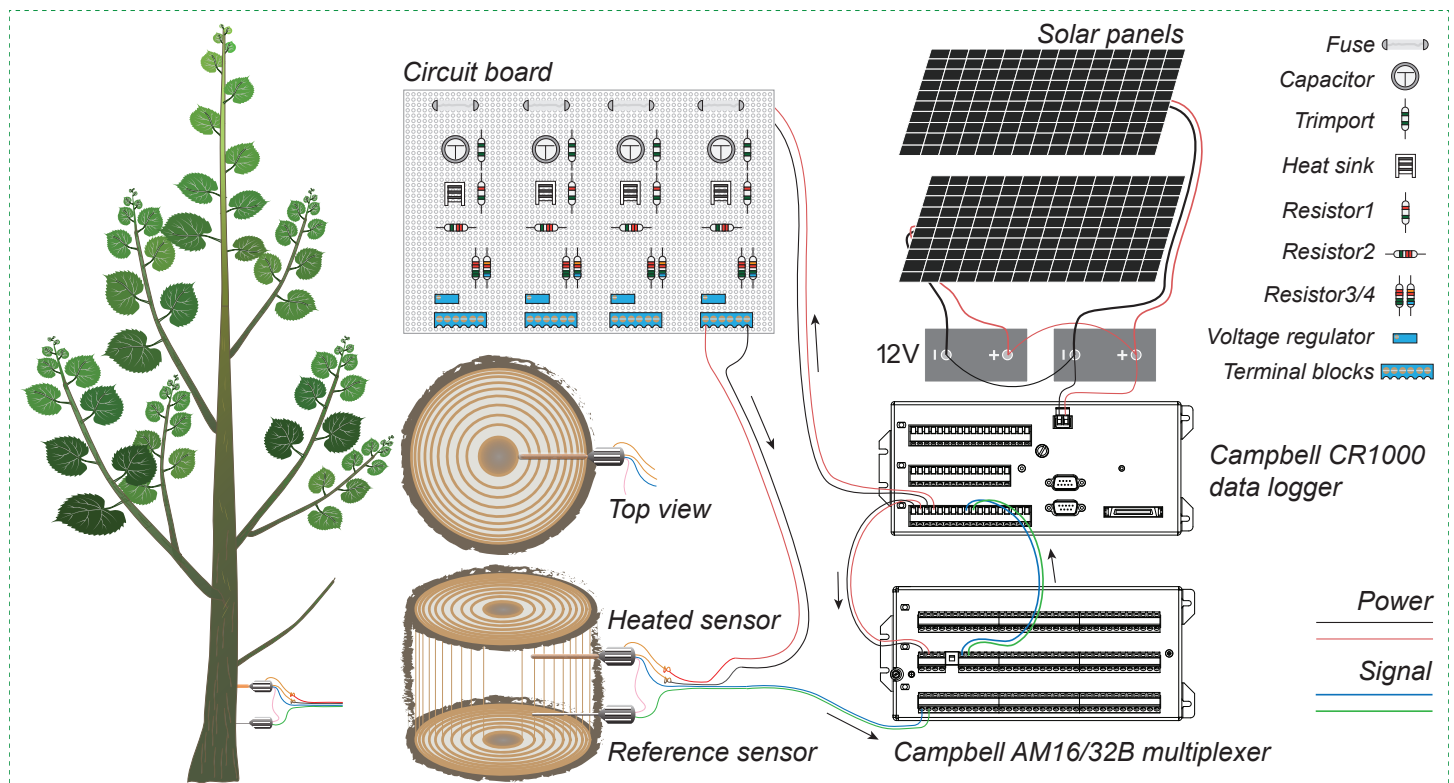 Circuit board
Solar panels
Fuse
Capacitor
Trimport
Heat sink
Resistor1
Resistor2
Resistor3/4
Voltage regulator
Terminal blocks
12V
Campbell CR1000
data logger
Top view
Heated sensor
Reference sensor
Campbell AM16/32B multiplexer
Power
Signal